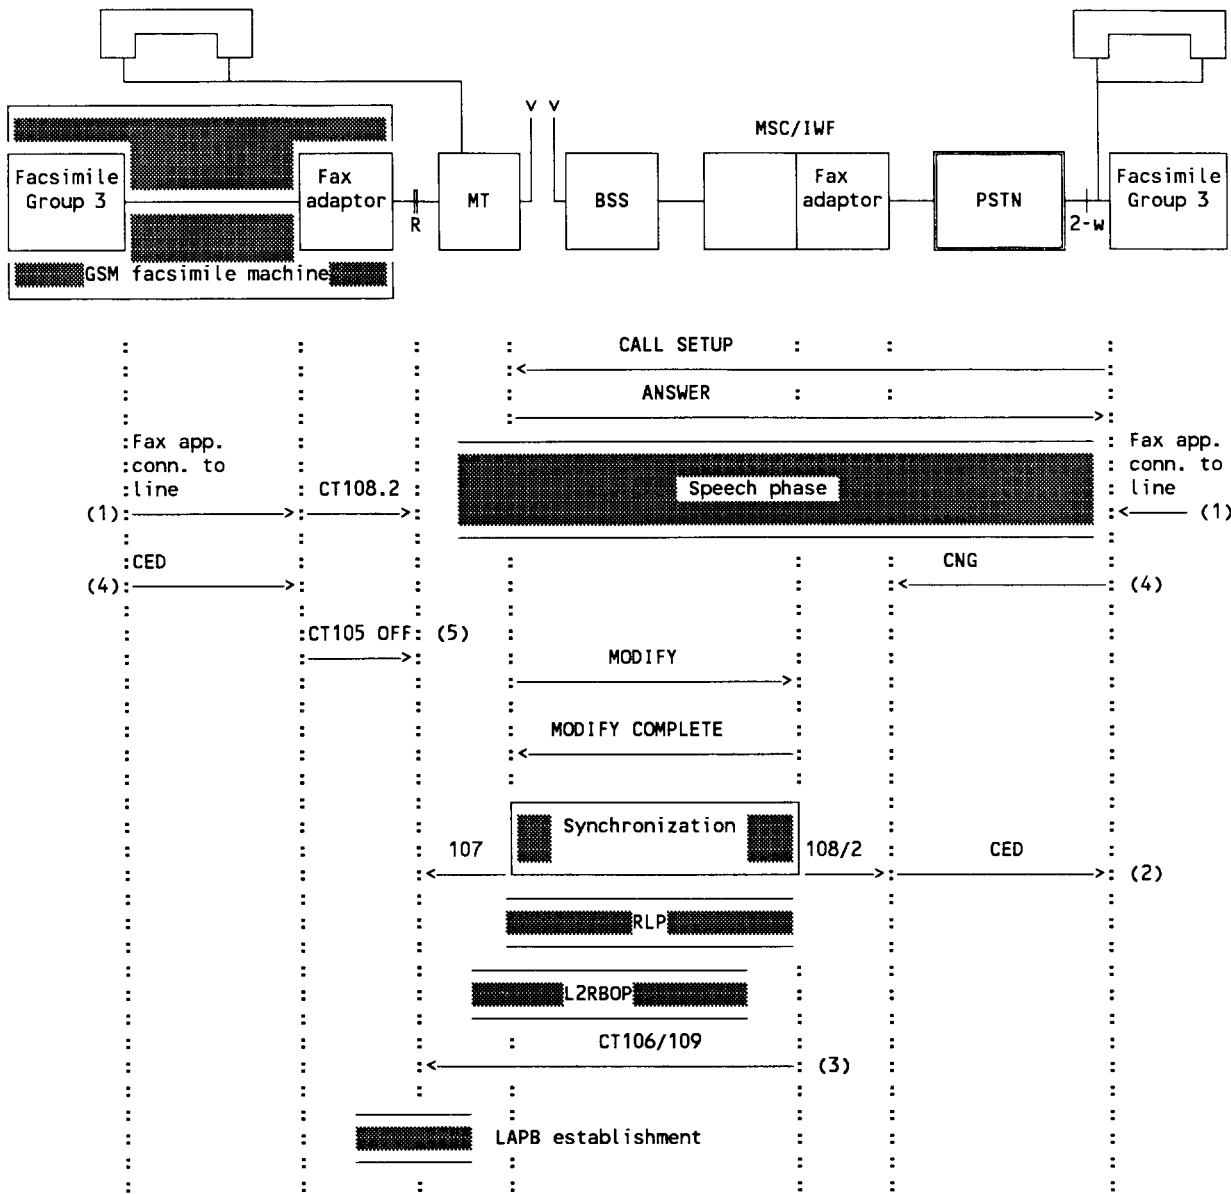 MSC/IWF
Facsimile
Group 3
Fax
adaptor
R
MT
BSS
Fax
adaptor
PSTN
2-w
Facsimile
Group 3
GSM facsimile machine
CALL SETUP
ANSWER
Fax app.
conn. to
line
CT108.2
(1)
Speech phase
Fax app.
conn. to
line
(1)
CED
(4)
CNG
(4)
CT105 OFF
(5)
MODIFY
MODIFY COMPLETE
Synchronization
107
108/2
CED
(2)
RLP
L2RBOP
CT106/109
(3)
LAPB establishment